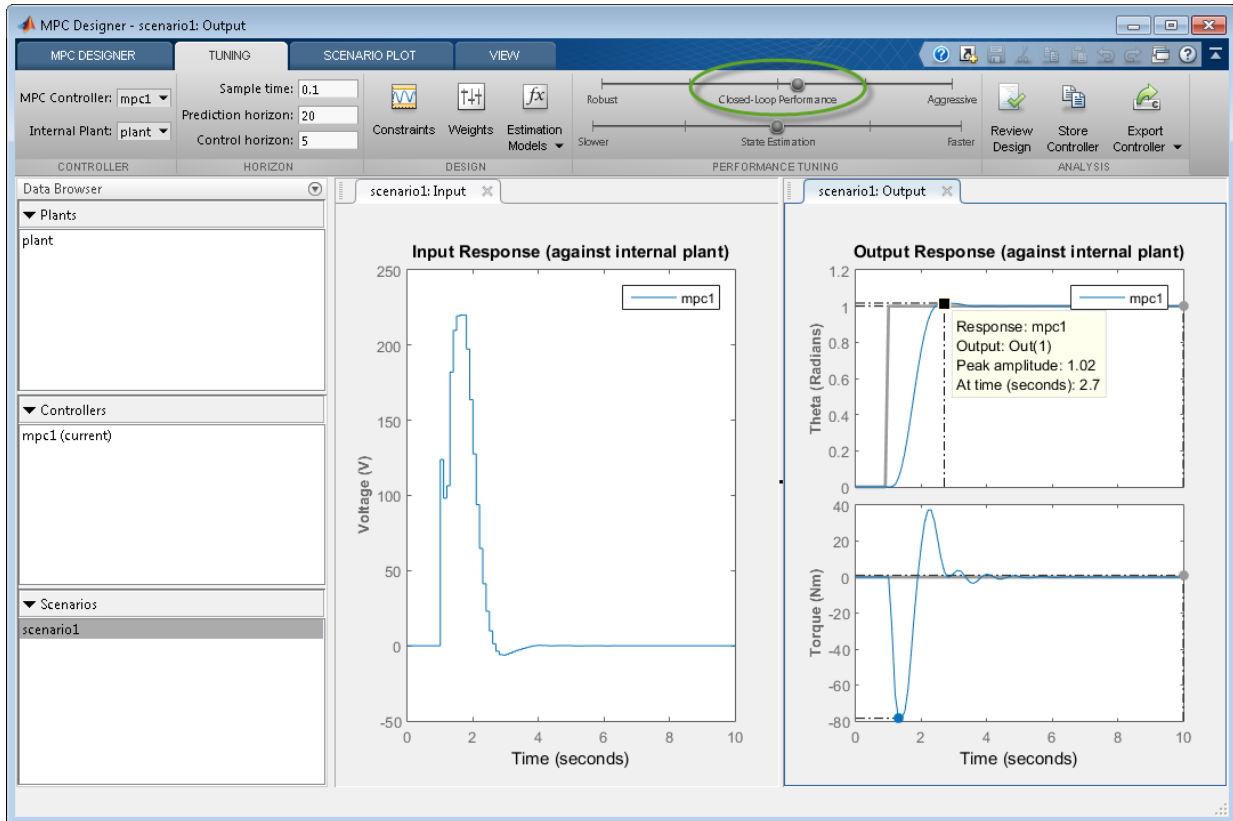 MPC Designer - scenario1: Output
MPC DESIGNER
TUNING
SCENARIO PLOT
VIEW
MPC Controller: mpc1
Internal Plant: plant
CONTROLLER
Sample time: 0.1
Prediction horizon: 20
Control horizon: 5
HORIZON
Constraints
Weights
Estimation
Models
DESIGN
Robust
Closed-Loop Performance
Aggressive
Slower
State Estimation
Faster
PERFORMANCE TUNING
Review
Design
Store
Controller
Export
Controller
ANALYSIS
Data Browser
Plants
plant
Controllers
mpc1 (current)
Scenarios
scenario1
scenario1: Input
Input Response (against internal plant)
mpc1
250
200
150
100
50
0
-50
Voltage (V)
0 2 4 6 8 10
Time (seconds)
scenario1: Output
Output Response (against internal plant)
mpc1
1.2
1
0.8
0.6
0.4
0.2
0
Theta (Radians)
Response: mpc1
Output: Out(1)
Peak amplitude: 1.02
At time (seconds): 2.7
40
20
0
-20
-40
-60
-80
Torque (Nm)
0 2 4 6 8 10
Time (seconds)